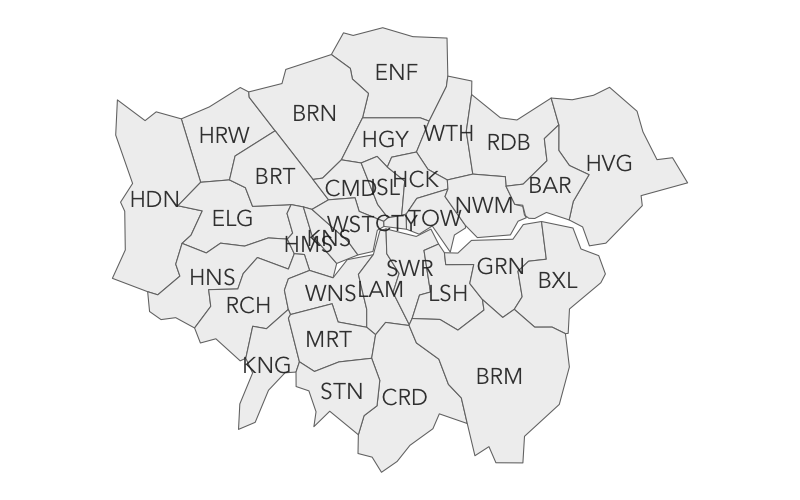 ENF
BRN
HRW
HGY
WTH
RDB
HVG
BRT
CMD
ISL
HCK
BAR
HDN
ELG
WST
CTY
TOW
NWM
HMS
KNS
HNS
SWR
GRN
BXL
RCH
WNS
LAM
LSH
MRT
KNG
STN
CRD
BRM